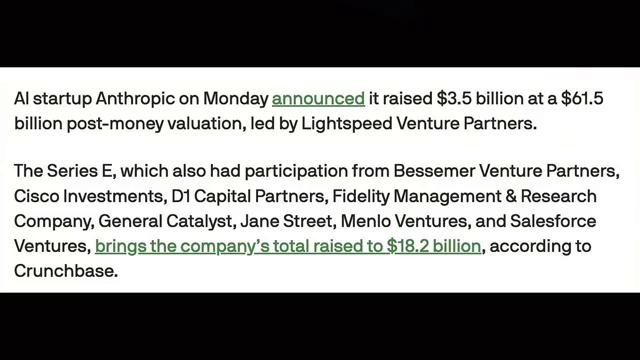 AI startup Anthropic on Monday announced it raised $3.5 billion at a $61.5
billion post-money valuation, led by Lightspeed Venture Partners.
The Series E, which also had participation from Bessemer Venture Partners,
Cisco Investments, D1 Capital Partners, Fidelity Management & Research
Company, General Catalyst, Jane Street, Menlo Ventures, and Salesforce
Ventures, brings the company's total raised to $18.2 billion, according to
Crunchbase.